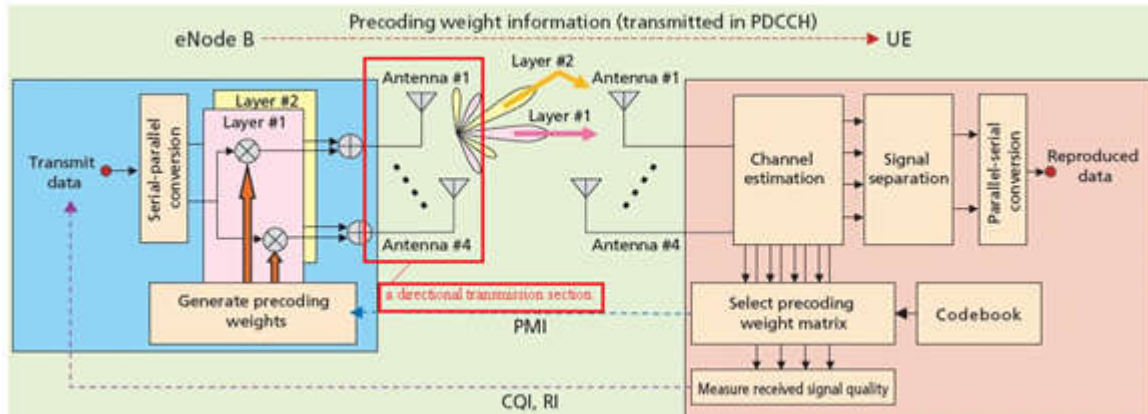 Precoding weight information (transmitted in PDCCH)
eNode B
UE
Layer #2
Antenna #1
Antenna #1
Layer #2
Layer #1
Layer #1
Serial-parallel
conversion
Transmit
data
Channel
estimation
Signal
separation
Parallel-serial
conversion
Reproduced
data
Antenna #4
Antenna #4
a directional transmission section
Generate precoding
weights
PMI
Select precoding
weight matrix
Codebook
Measure received signal quality
CQI, RI